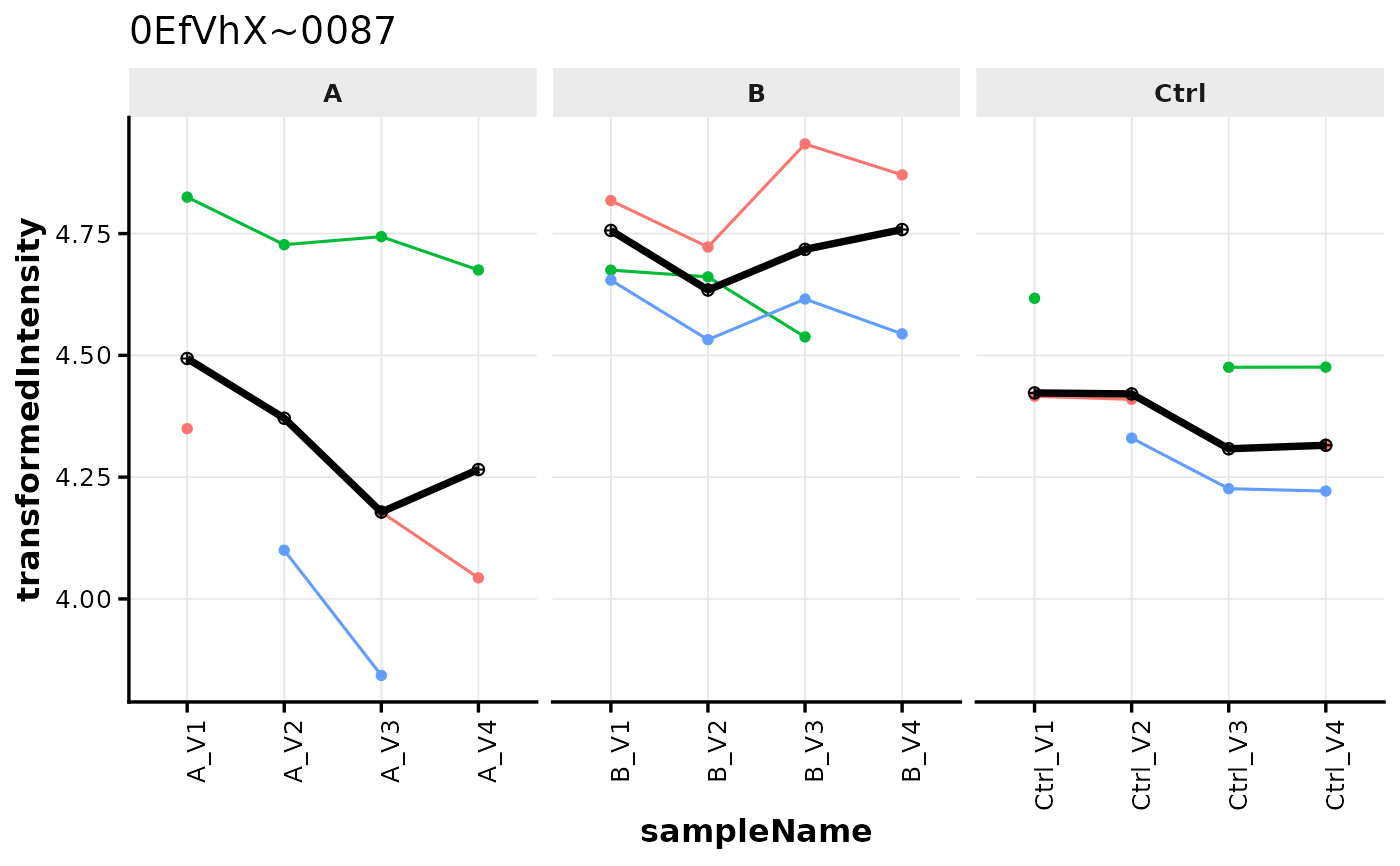 0EfVhX~0087
A
B
Ctrl
transformedIntensity
4.75
4.50
4.25
4.00
A_V1
A_V2
A_V3
A_V4
B_V1
B_V2
B_V3
B_V4
Ctrl_V1
Ctrl_V2
Ctrl_V3
Ctrl_V4
sampleName